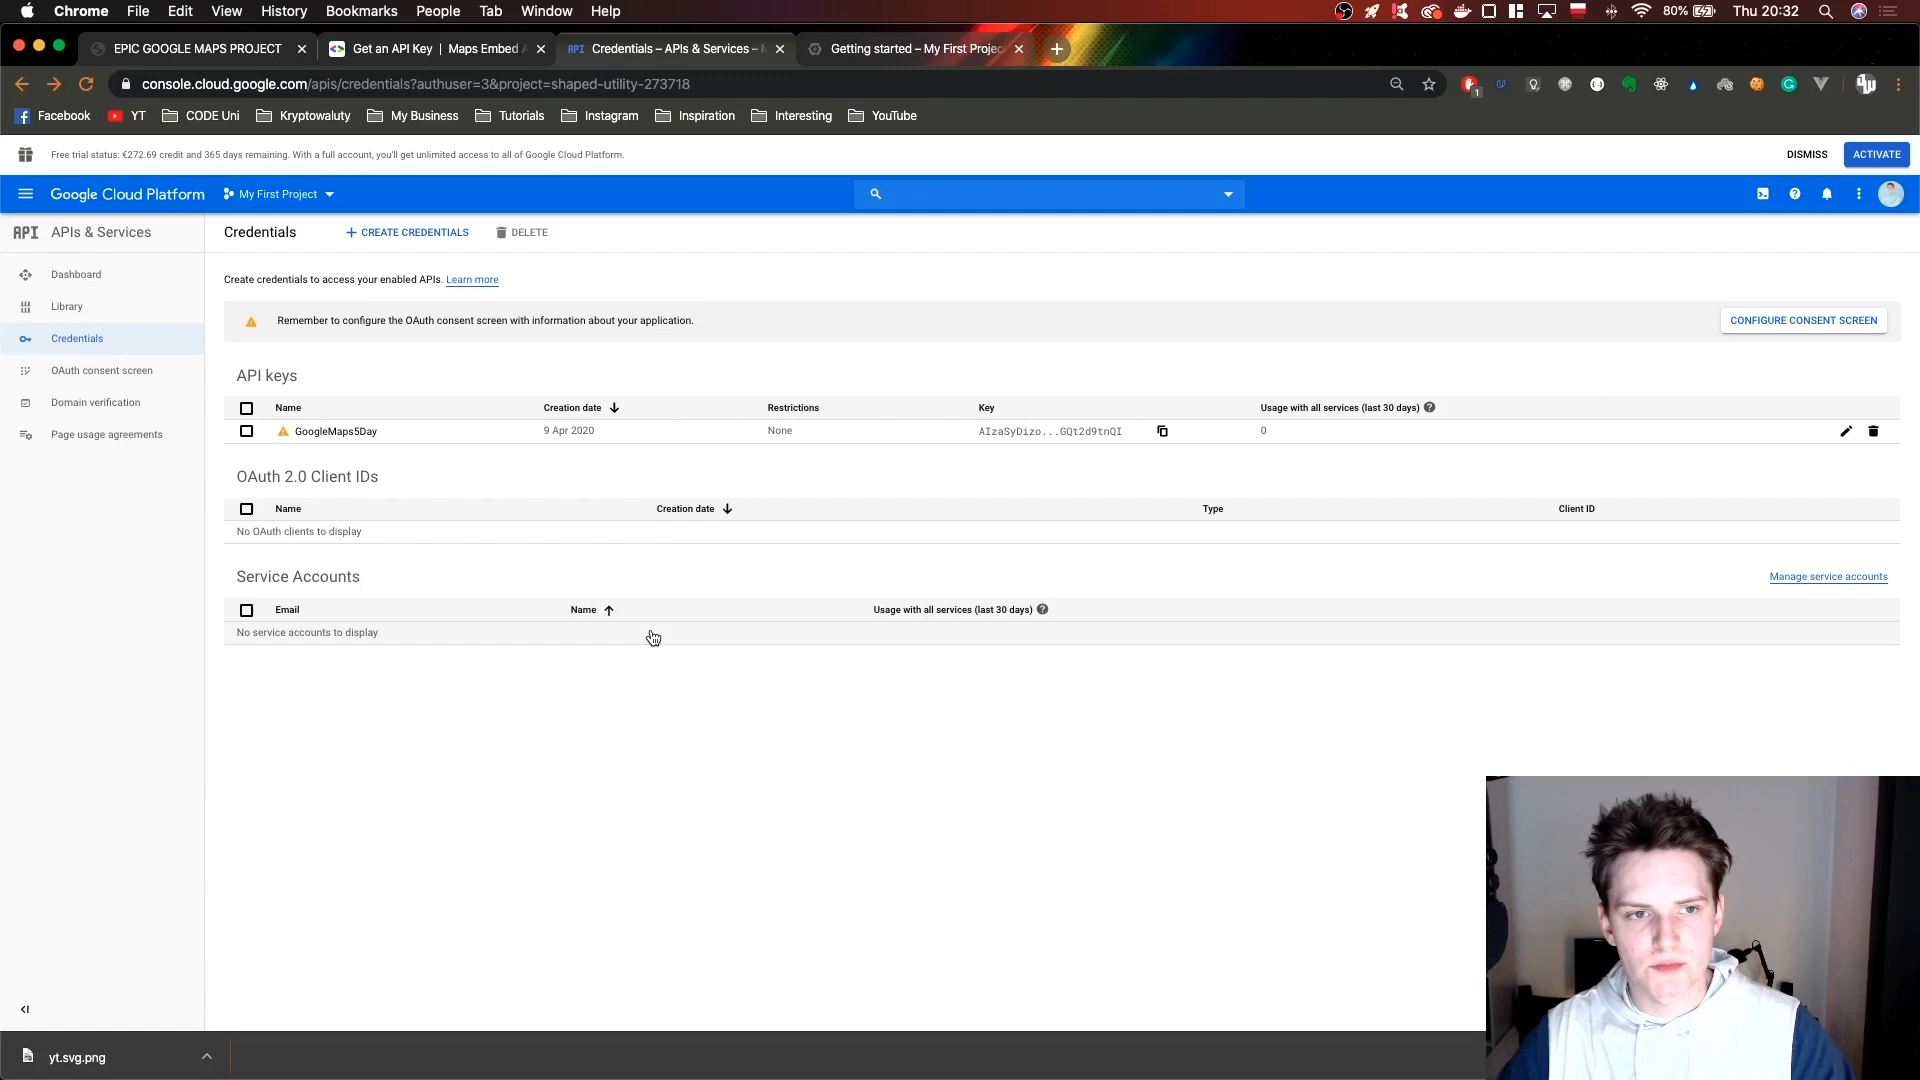 Chrome File Edit View History Bookmarks People Tab Window Help 80% Thu 20:32
EPIC GOOGLE MAPS PROJECT Get an API Key | Maps Embed A Credentials – APIs & Services – M Getting started – My First Projec
console.cloud.google.com/apis/credentials?authuser=3&project=shaped-utility-273718 1
Facebook YT CODE Uni Kryptowaluty My Business Tutorials Instagram Inspiration Interesting YouTube
Free trial status: €272.69 credit and 365 days remaining. With a full account, you'll get unlimited access to all of Google Cloud Platform. DISMISS ACTIVATE
Google Cloud Platform My First Project
API APIs & Services Credentials CREATE CREDENTIALS DELETE
Dashboard
Library
Credentials
OAuth consent screen
Domain verification
Page usage agreements
Create credentials to access your enabled APIs. Learn more
Remember to configure the OAuth consent screen with information about your application. CONFIGURE CONSENT SCREEN
API keys
Name Creation date Restrictions Key Usage with all services (last 30 days)
GoogleMaps5Day 9 Apr 2020 None AIzaSyDizo...GQt2d9tnQI 0
OAuth 2.0 Client IDs
Name Creation date Type Client ID
No OAuth clients to display
Service Accounts Manage service accounts
Email Name Usage with all services (last 30 days)
No service accounts to display
yt.svg.png